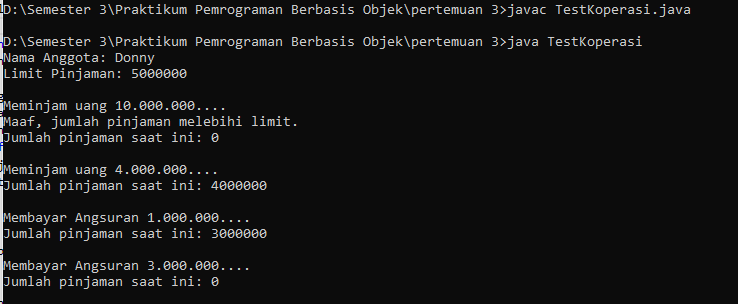 D:\Semester 3\Praktikum Pemrograman Berbasis Objek\pertemuan 3>javac TestKoperasi.java
D:\Semester 3\Praktikum Pemrograman Berbasis Objek\pertemuan 3>java TestKoperasi
Nama Anggota: Donny
Limit Pinjaman: 5000000
Meminjam uang 10.000.000....
Maaf, jumlah pinjaman melebihi limit.
Jumlah pinjaman saat ini: 0
Meminjam uang 4.000.000....
Jumlah pinjaman saat ini: 4000000
Membayar Angsuran 1.000.000....
Jumlah pinjaman saat ini: 3000000
Membayar Angsuran 3.000.000....
Jumlah pinjaman saat ini: 0